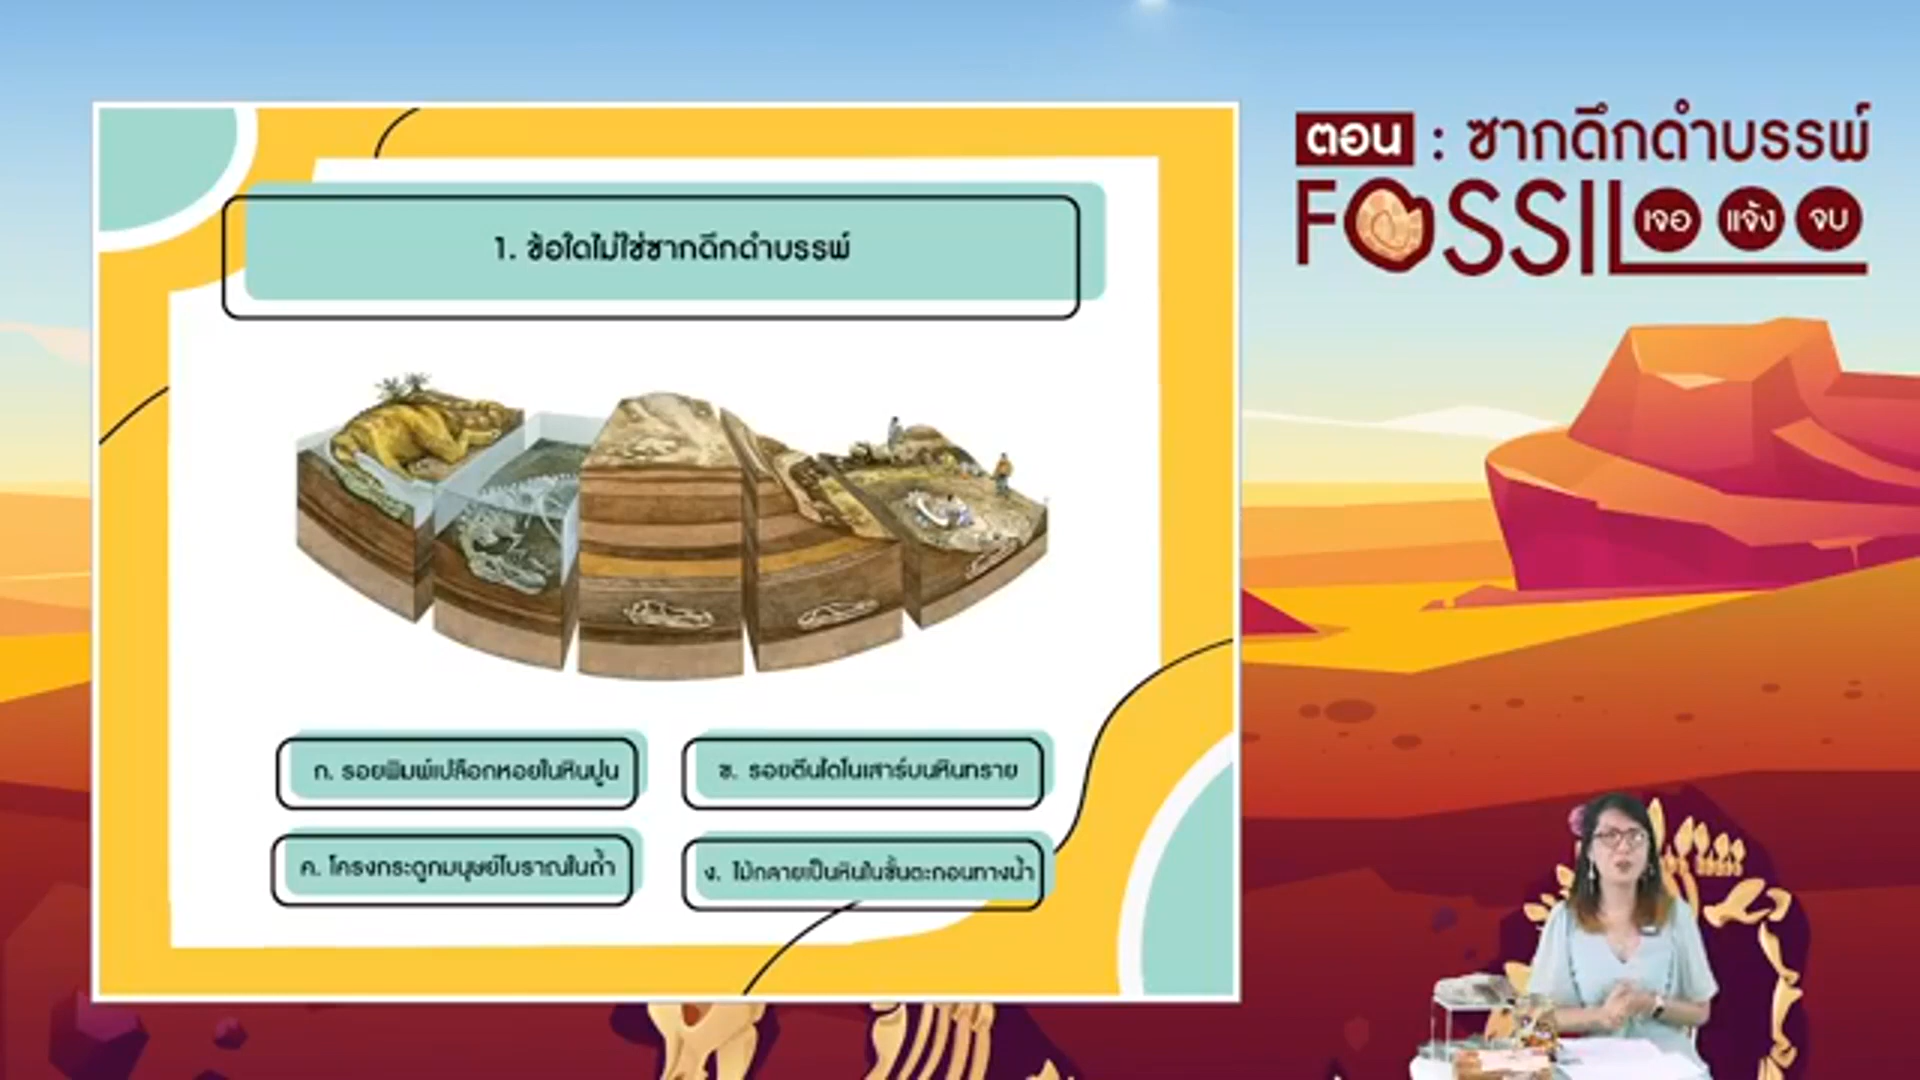 ตอน : ซากดึกดำบรรพ์
FOSSIL เจอ แจ้ง จบ
1. ข้อใดไม่ใช่ซากดึกดำบรรพ์
ก. รอยพิมพ์เปลือกหอยในหินปูน
ข. รอยตีนไดโนเสาร์บนหินทราย
ค. โครงกระดูกมนุษย์โบราณในถ้ำ
ง. ไม้กลายเป็นหินในชั้นตะกอนทางน้ำ